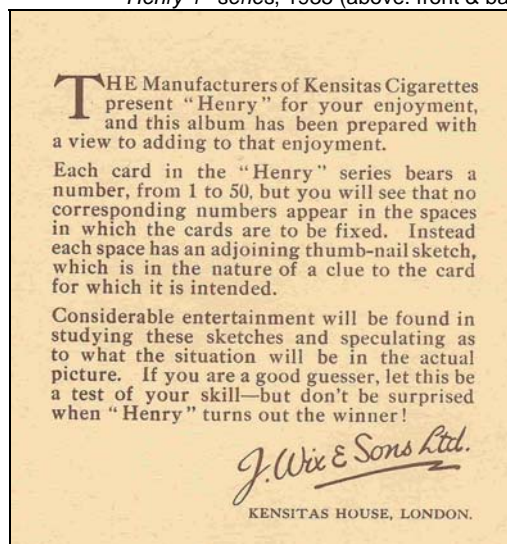 Henry 1" series, 1935 (above: front & ba
THE Manufacturers of Kensitas Cigarettes
present "Henry" for your enjoyment,
and this album has been prepared with
a view to adding to that enjoyment.
Each card in the "Henry" series bears a
number, from 1 to 50, but you will see that no
corresponding numbers appear in the spaces
in which the cards are to be fixed. Instead
each space has an adjoining thumb-nail sketch,
which is in the nature of a clue to the card
for which it is intended.
Considerable entertainment will be found in
studying these sketches and speculating as
to what the situation will be in the actual
picture. If you are a good guesser, let this be
a test of your skill—but don't be surprised
when "Henry" turns out the winner!
J. Wix & Sons Ltd.
KENSITAS HOUSE, LONDON.